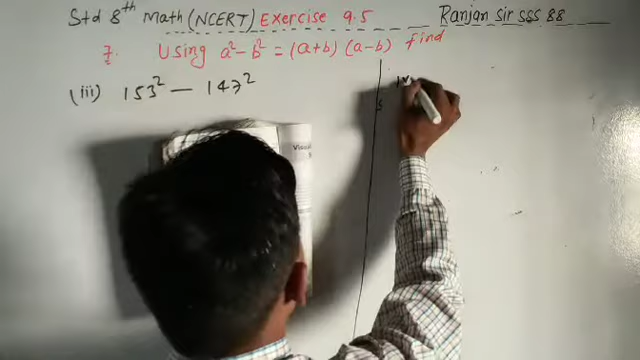 Std 8th Math (NCERT) Exercise 9.5
Ranjan Sir SSS 88
7. Using a² - b² = (a+b) (a-b) find
(iii) 153² — 147²